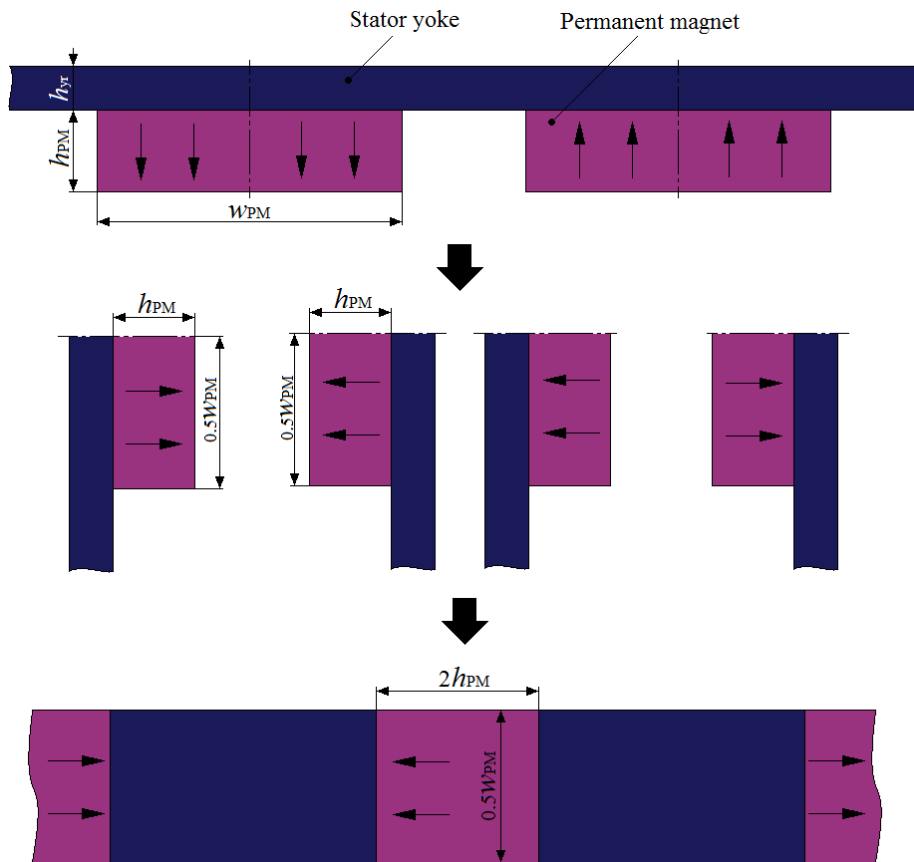 Stator yoke
Permanent magnet
hyr
hPM
wPM
hPM
hPM
0.5wPM
0.5wPM
2hPM
0.5wPM